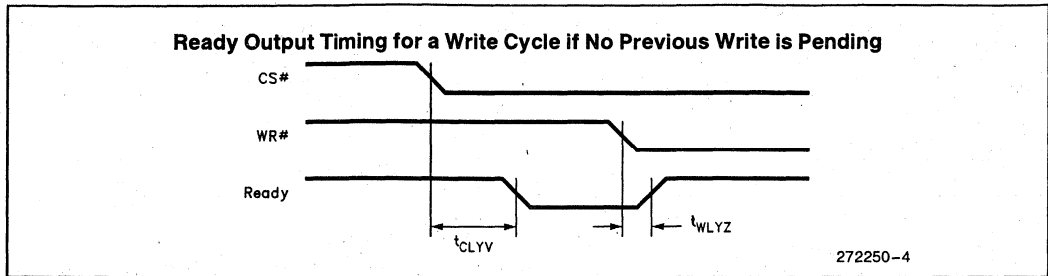 Ready Output Timing for a Write Cycle if No Previous Write is Pending
CS#
WR#
Ready
tCLYV
tWLYZ
272250-4